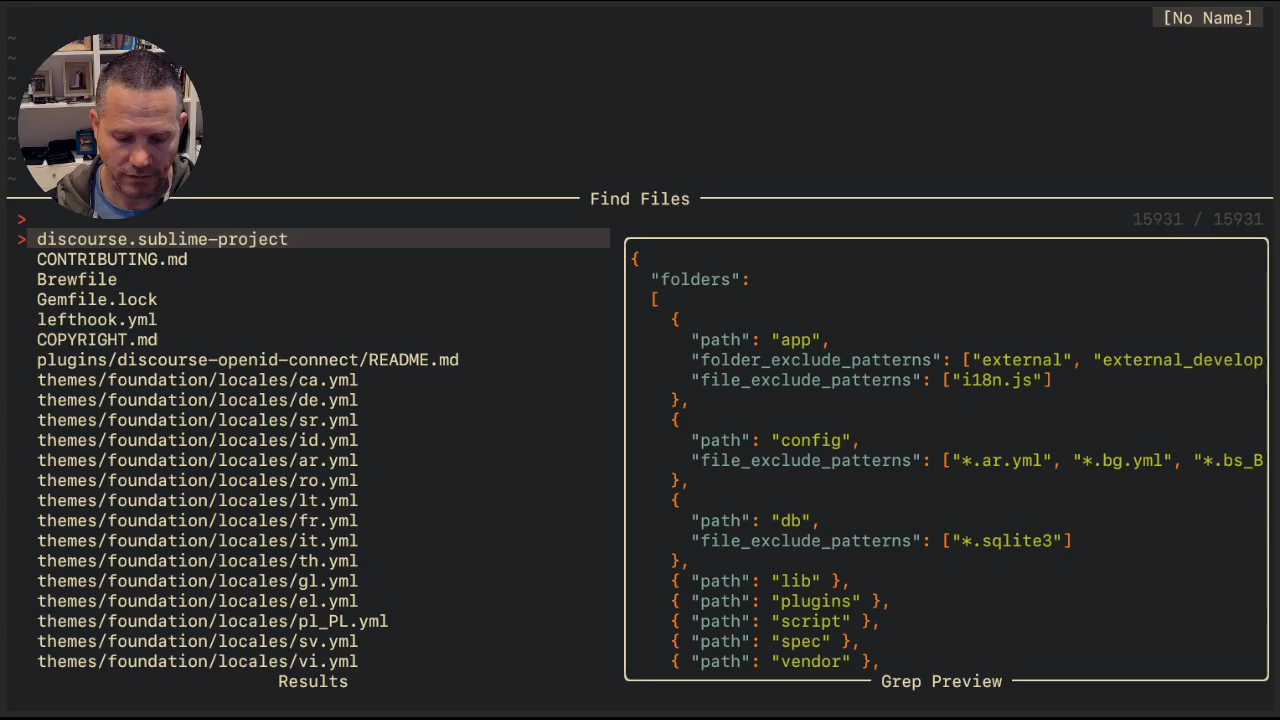 [No Name]
~
~
~
~
~
~
~
~
Find Files
>
15931 / 15931
> discourse.sublime-project
CONTRIBUTING.md
Brewfile
Gemfile.lock
lefthook.yml
COPYRIGHT.md
plugins/discourse-openid-connect/README.md
themes/foundation/locales/ca.yml
themes/foundation/locales/de.yml
themes/foundation/locales/sr.yml
themes/foundation/locales/id.yml
themes/foundation/locales/ar.yml
themes/foundation/locales/ro.yml
themes/foundation/locales/lt.yml
themes/foundation/locales/fr.yml
themes/foundation/locales/it.yml
themes/foundation/locales/th.yml
themes/foundation/locales/gl.yml
themes/foundation/locales/el.yml
themes/foundation/locales/pl_PL.yml
themes/foundation/locales/sv.yml
themes/foundation/locales/vi.yml
Results
{
"folders":
[
{
"path": "app",
"folder_exclude_patterns": ["external", "external_develop
"file_exclude_patterns": ["i18n.js"]
},
{
"path": "config",
"file_exclude_patterns": ["*.ar.yml", "*.bg.yml", "*.bs_B
},
{
"path": "db",
"file_exclude_patterns": ["*.sqlite3"]
},
{ "path": "lib" },
{ "path": "plugins" },
{ "path": "script" },
{ "path": "spec" },
{ "path": "vendor" },
Grep Preview